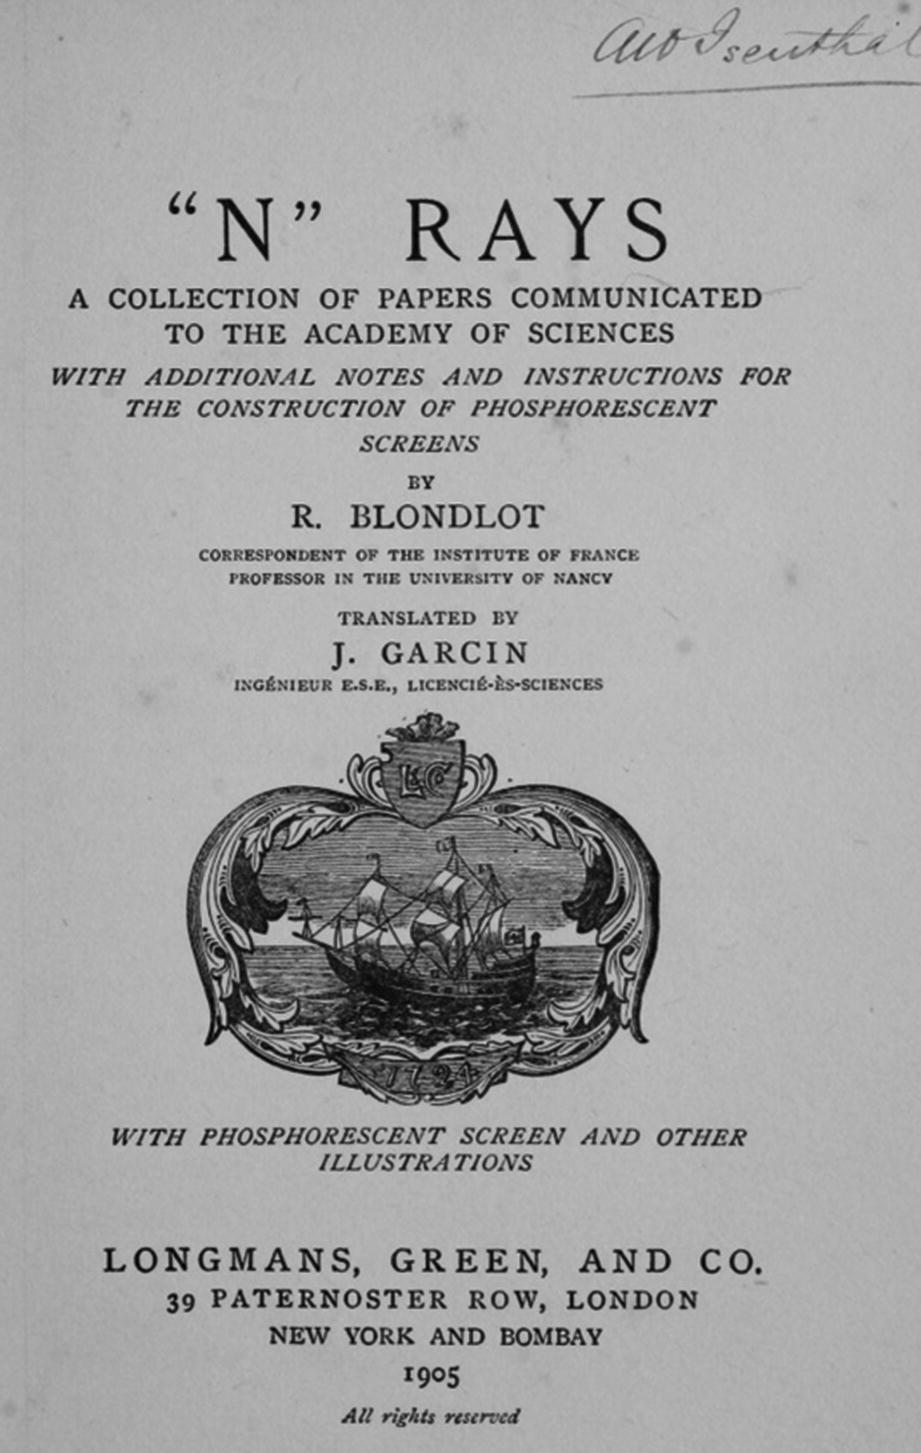 AW Isenthal
“N” RAYS
A COLLECTION OF PAPERS COMMUNICATED
TO THE ACADEMY OF SCIENCES
WITH ADDITIONAL NOTES AND INSTRUCTIONS FOR
THE CONSTRUCTION OF PHOSPHORESCENT
SCREENS
BY
R. BLONDLOT
CORRESPONDENT OF THE INSTITUTE OF FRANCE
PROFESSOR IN THE UNIVERSITY OF NANCY
TRANSLATED BY
J. GARCIN
INGÉNIEUR E.S.E., LICENCIÉ-ÈS-SCIENCES
L&C
1724
WITH PHOSPHORESCENT SCREEN AND OTHER
ILLUSTRATIONS
LONGMANS, GREEN, AND CO.
39 PATERNOSTER ROW, LONDON
NEW YORK AND BOMBAY
1905
All rights reserved